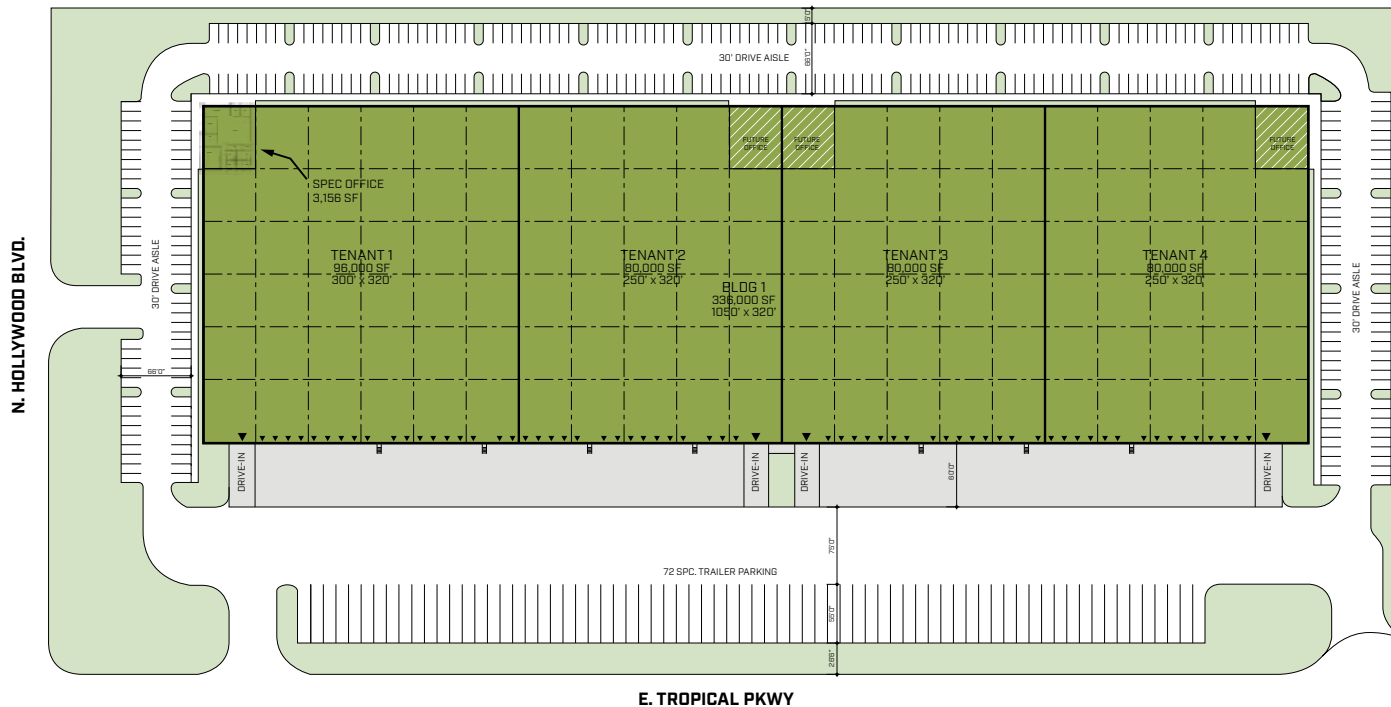 15'0"
30' DRIVE AISLE
66'0"
FUTURE
OFFICE
FUTURE
OFFICE
FUTURE
OFFICE
SPEC OFFICE
3,156 SF
N. HOLLYWOOD BLVD.
30' DRIVE AISLE
TENANT 1
96,000 SF
300' x 320'
TENANT 2
80,000 SF
250' x 320'
BLDG 1
336,000 SF
1050' x 320'
TENANT 3
80,000 SF
250' x 320'
TENANT 4
80,000 SF
250' x 320'
30' DRIVE AISLE
66'0"
DRIVE-IN
DRIVE-IN
DRIVE-IN
60'0"
DRIVE-IN
75'0"
72 SPC. TRAILER PARKING
55'0"
E. TROPICAL PKWY